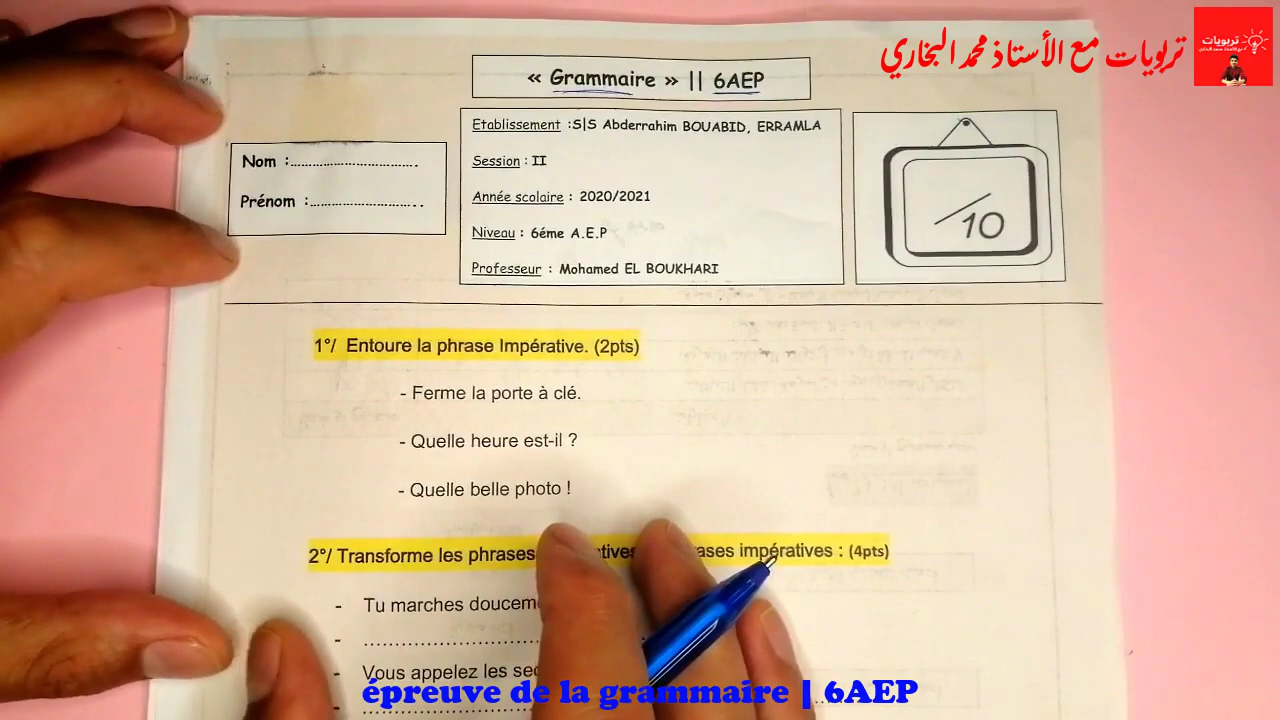 تربويات مع الأستاذ محمد البخاري
تربويات
« Grammaire » || 6AEP
Nom :……………………………….
Prénom :………………………..
Etablissement :S|S Abderrahim BOUABID, ERRAMLA
Session : II
Année scolaire : 2020/2021
Niveau : 6éme A.E.P
Professeur : Mohamed EL BOUKHARI
/10
1°/ Entoure la phrase Impérative. (2pts)
- Ferme la porte à clé.
- Quelle heure est-il ?
- Quelle belle photo !
2°/ Transforme les phrases impératives : (4pts)
- Tu marches
- ……………………………
- Vous appelez les
- ……………………………
épreuve de la grammaire | 6AEP